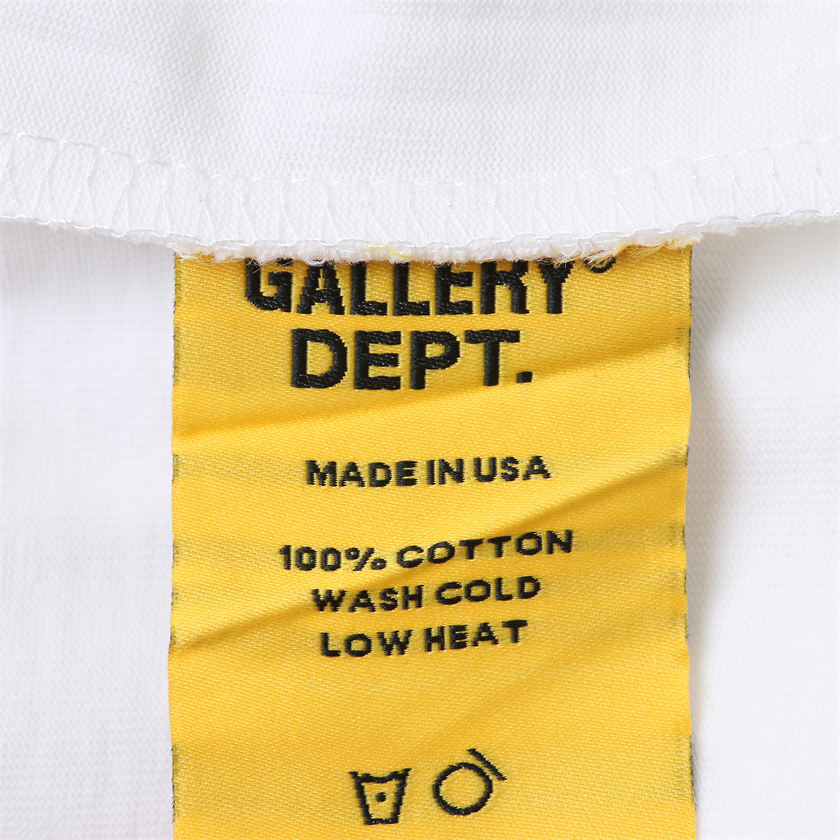 GALLERY
DEPT.
MADE IN USA
100% COTTON
WASH COLD
LOW HEAT